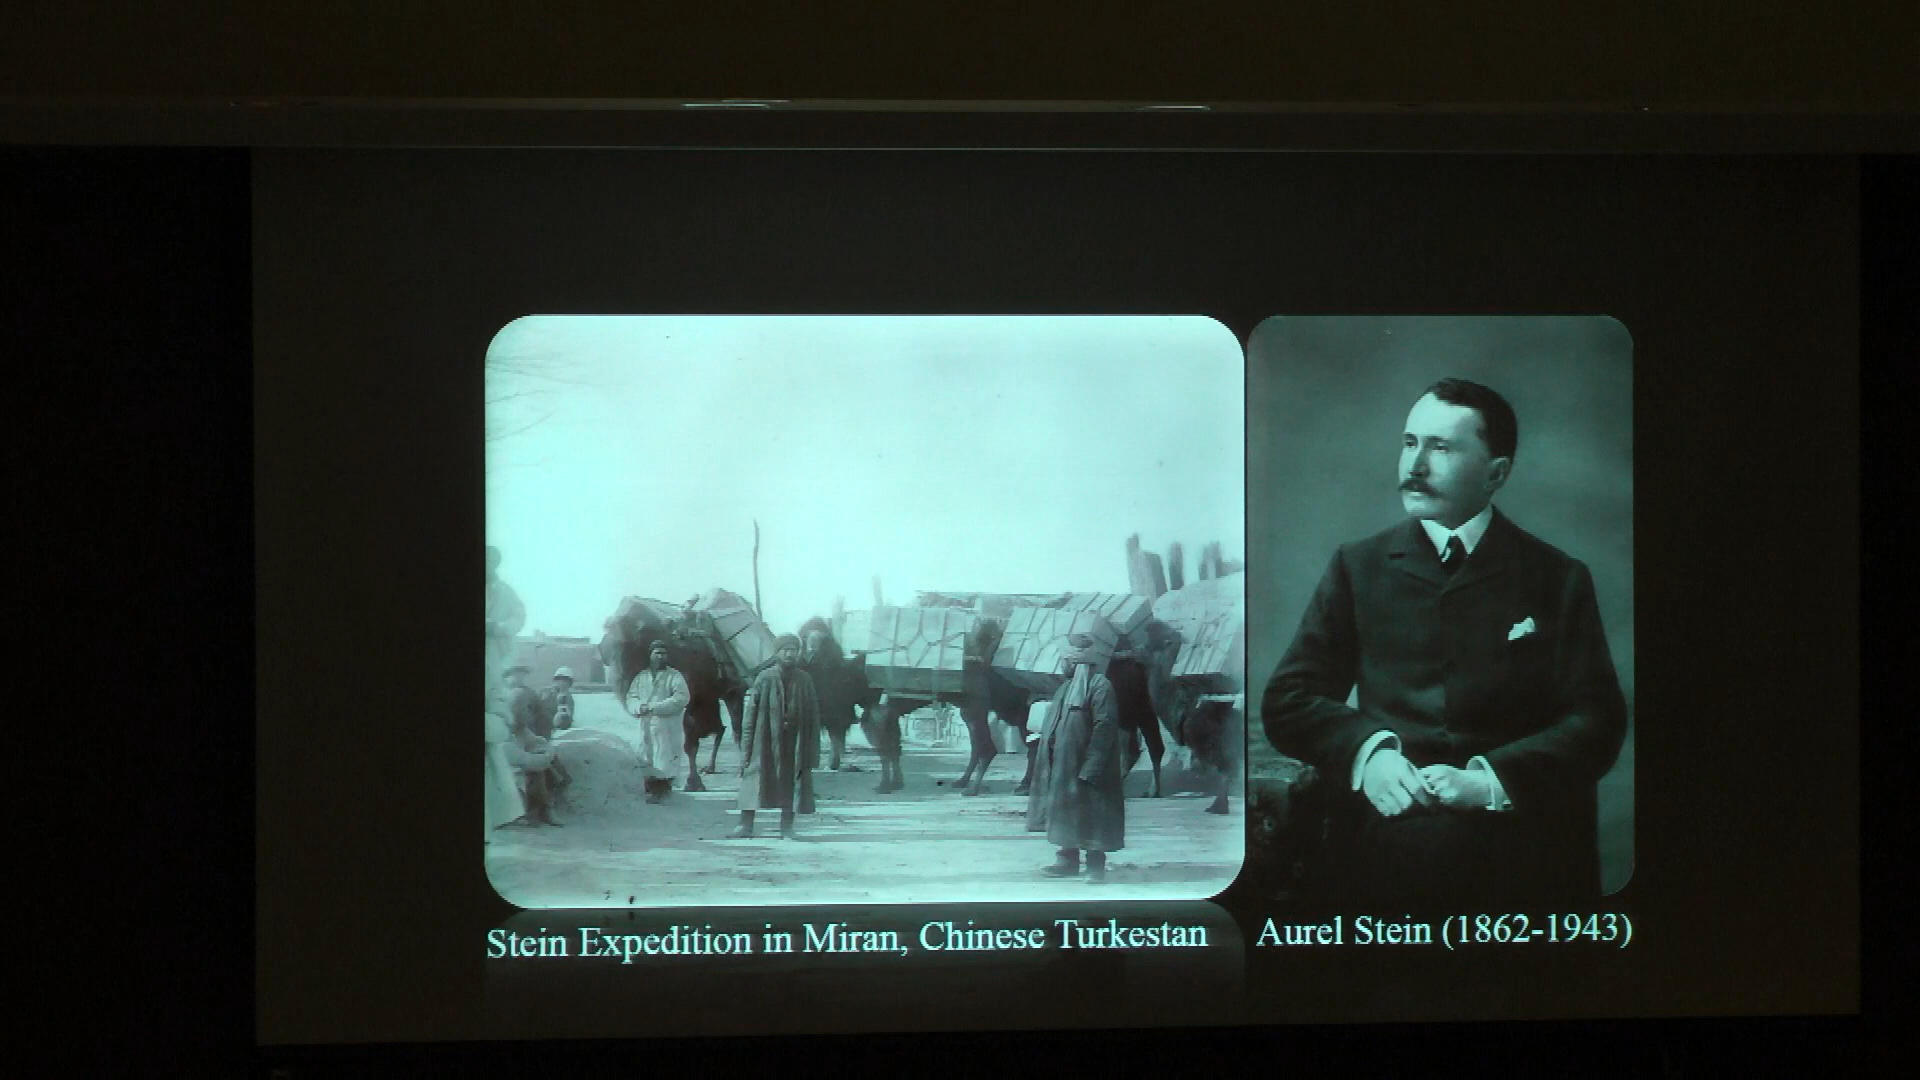 Stein Expedition in Miran, Chinese Turkestan
Aurel Stein (1862-1943)